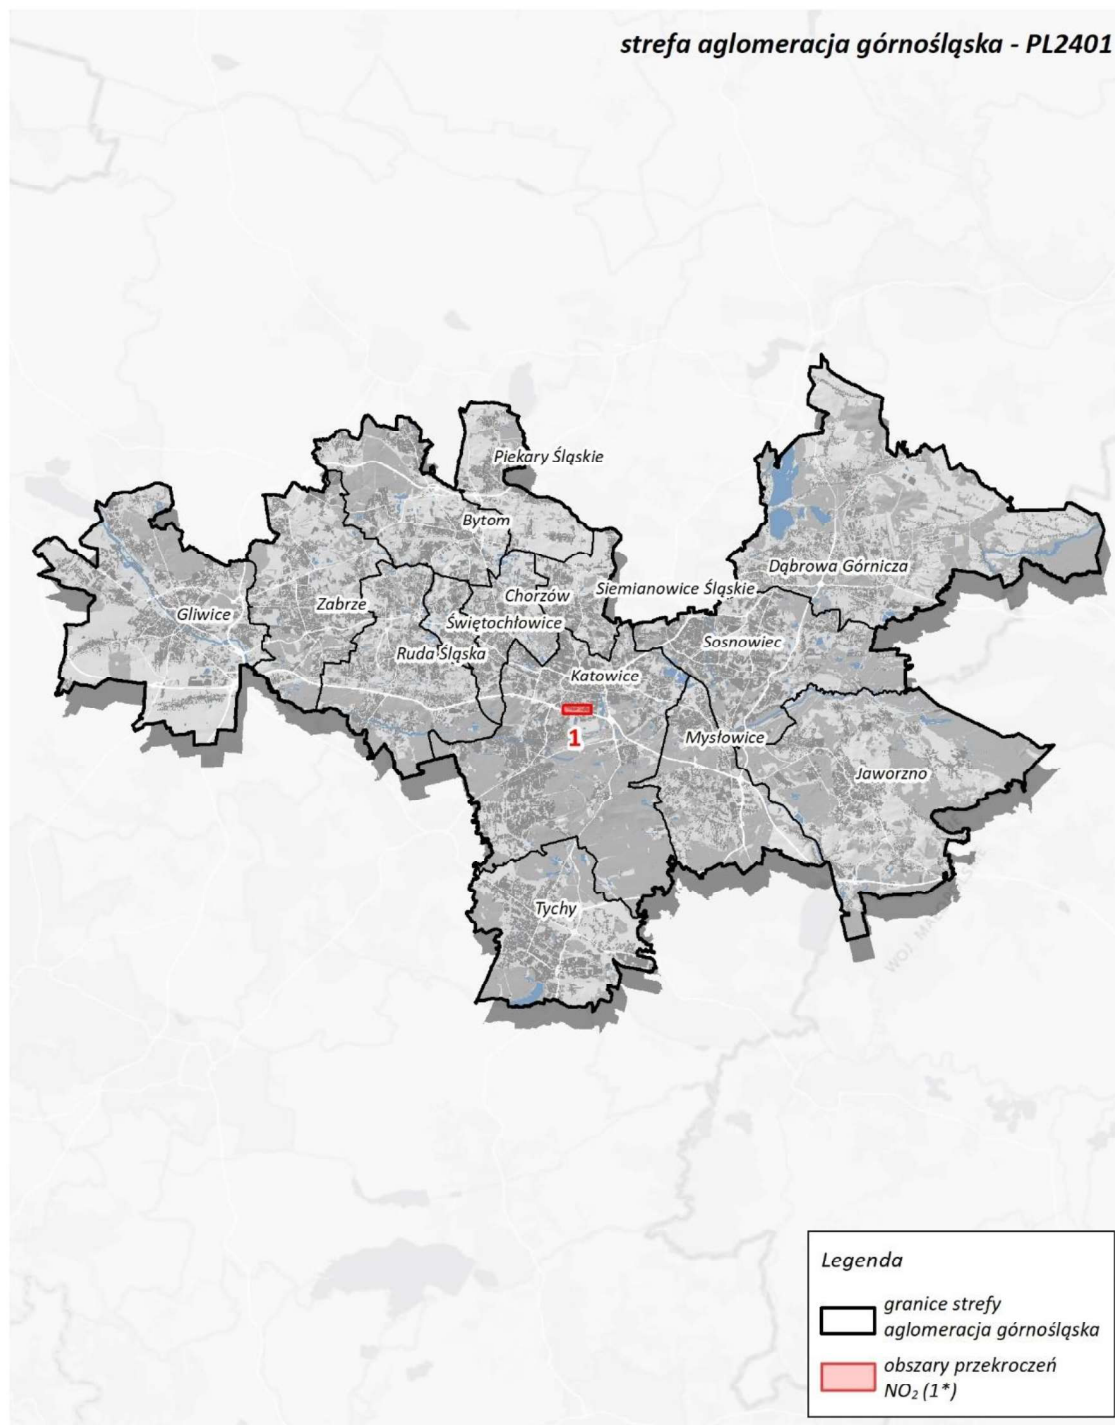 strefa aglomeracja górnośląska - PL2401
Piekary Śląskie
Bytom
Dąbrowa Górnicza
Siemianowice Śląskie
Chorzów
Zabrze
Gliwice
Świętochłowice
Sosnowiec
Ruda Śląska
Katowice
1
Mysłowice
Jaworzno
Tychy
Legenda
granice strefy
aglomeracja górnośląska
obszary przekroczeń
NO₂ (1*)